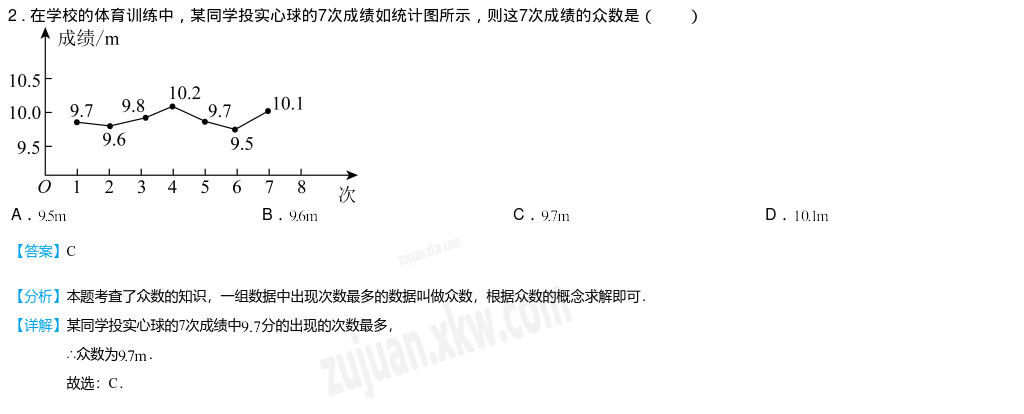 2．在学校的体育训练中，某同学投实心球的7次成绩如统计图所示，则这7次成绩的众数是（　　）
成绩/m
10.5
10.2
9.7 9.8 9.7 10.1
10.0
9.6 9.5
9.5
O 1 2 3 4 5 6 7 8 次
A．9.5m B．9.6m C．9.7m D．10.1m
【答案】C
zujuan.xkw.com
【分析】本题考查了众数的知识，一组数据中出现次数最多的数据叫做众数，根据众数的概念求解即可．
【详解】某同学投实心球的7次成绩中9.7分的出现的次数最多，
∴众数为9.7m．
故选：C．
zujuan.xkw.com